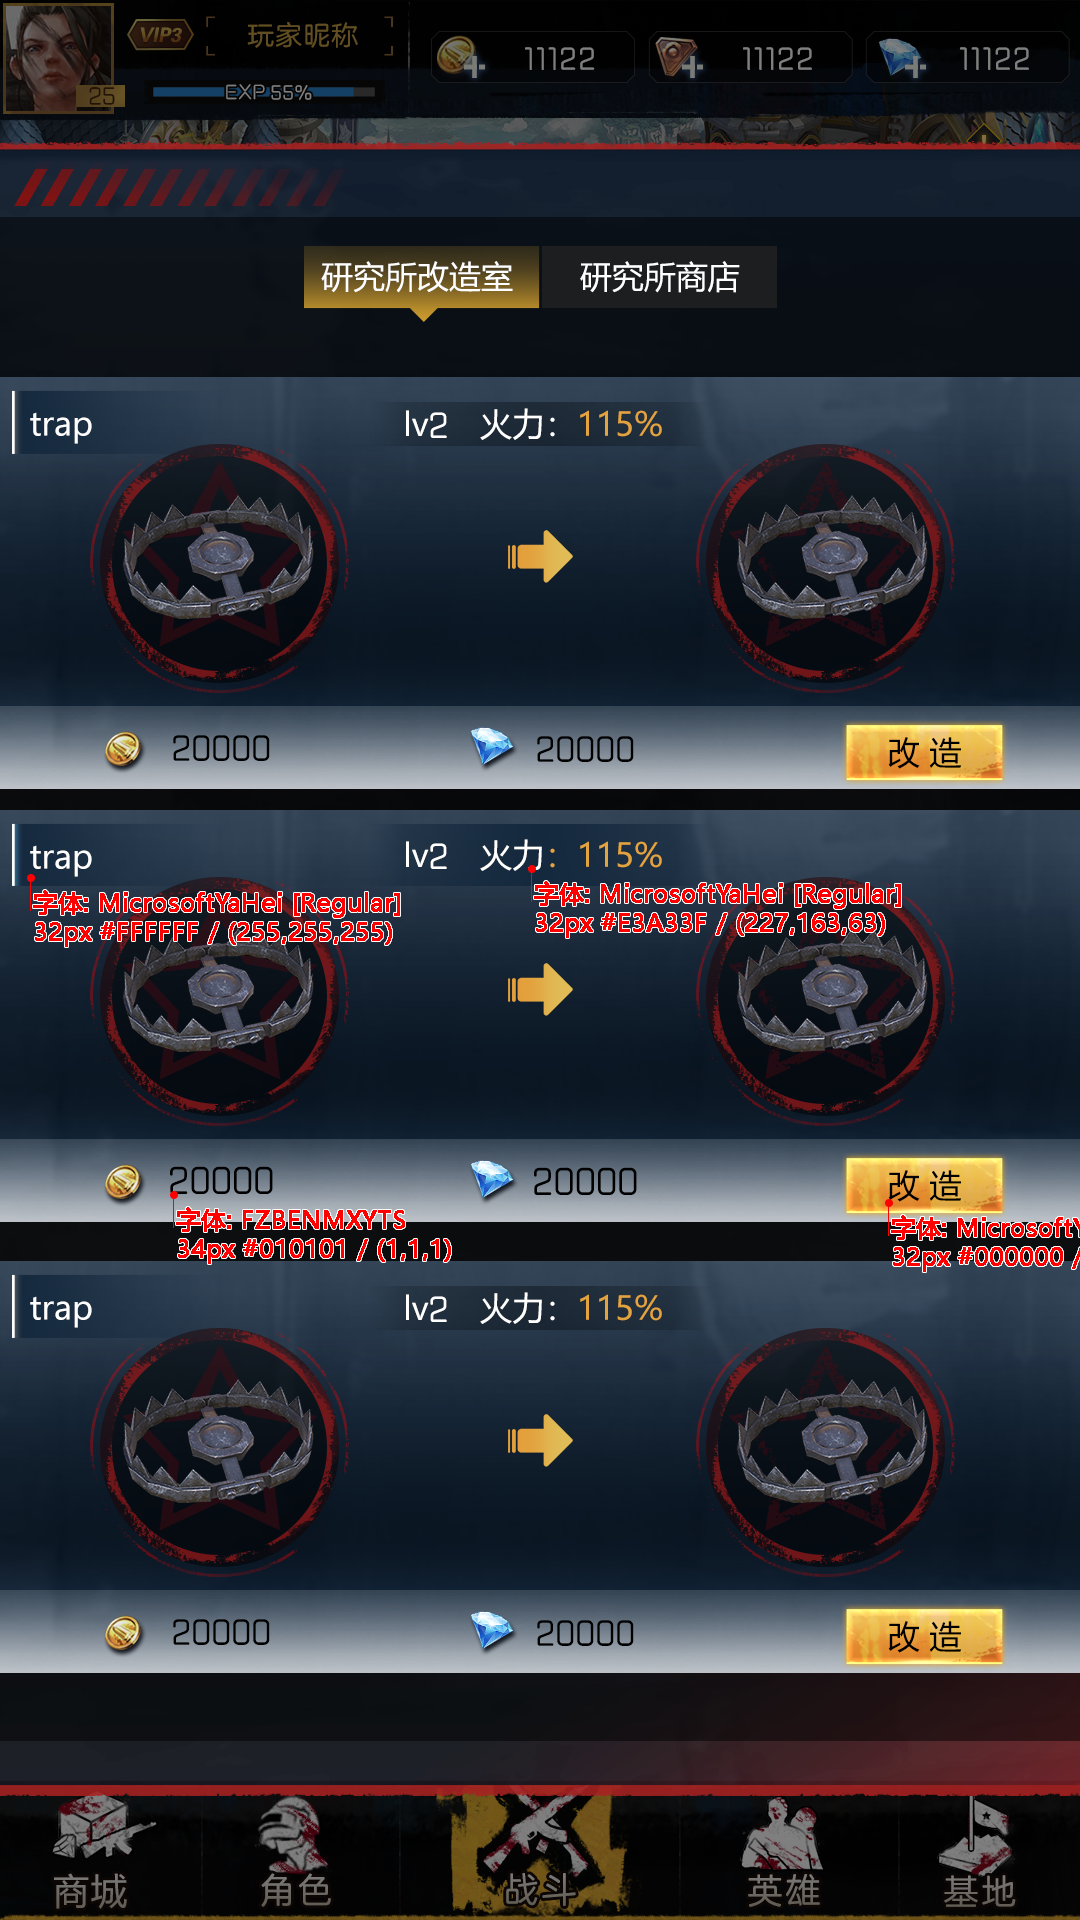 VIP3
玩家昵称
11122
11122
11122
25
EXP 55%
研究所改造室
研究所商店
trap
lv2 火力：115%
20000
20000
改 造
trap
lv2 火力：115%
字体: MicrosoftYaHei [Regular]
32px #FFFFFF / (255,255,255)
字体: MicrosoftYaHei [Regular]
32px #E3A33F / (227,163,63)
20000
20000
改 造
字体: FZBENMXYTS
34px #010101 / (1,1,1)
字体: MicrosoftY
32px #000000 /
trap
lv2 火力：115%
20000
20000
改 造
商城
角色
战斗
英雄
基地